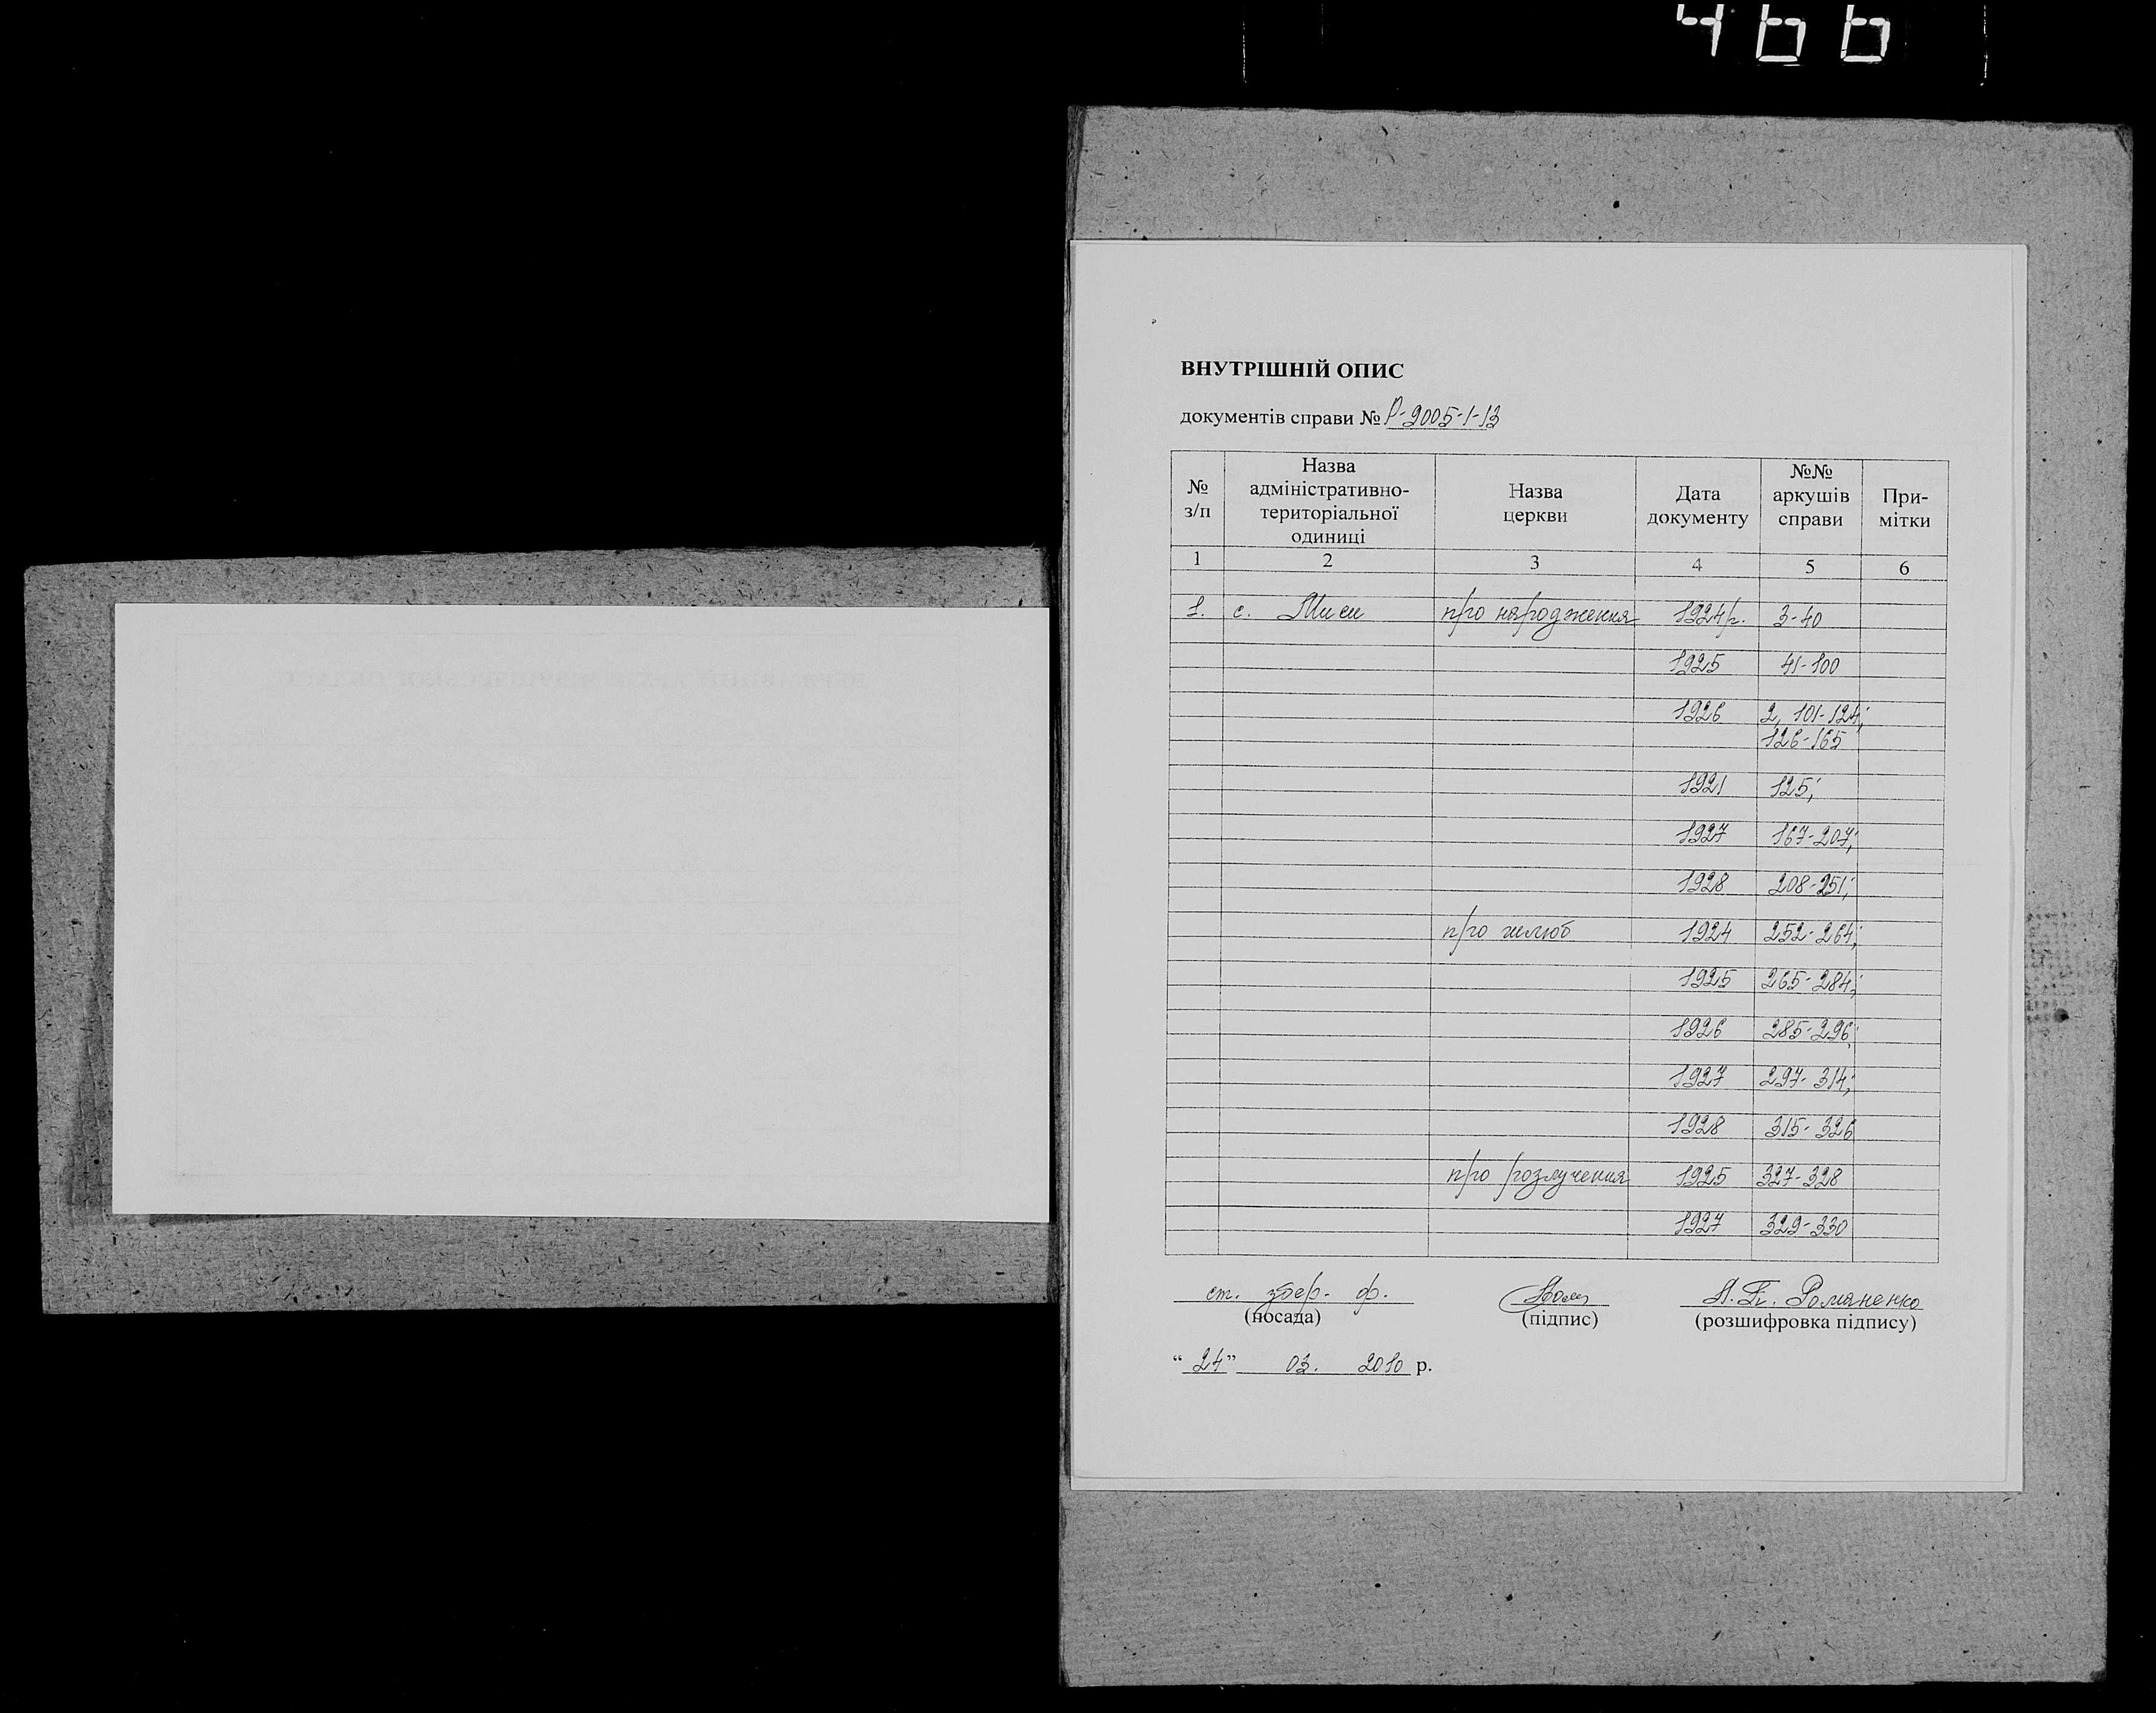 466
ВНУТРІШНІЙ ОПИС
документів справи № Р-9005-1-13
№ з/п | Назва адміністративно-територіальної одиниці | Назва церкви | Дата документу | №№ аркушів справи | При-мітки
1 2 3 4 5 6
1. с. про народження 1924р. 3-40
1925 41-100
1926 2, 101-124;
126-165
1921 125;
1927 167-207;
1928 208-251;
про шлюб 1924 252-264;
1925 265-284;
1926 285-296;
1927 297-314;
1928 315-326
про розлучення 1925 327-328
1927 329-330
ст. збер. ф. Романенко
(посада) (підпис) (розшифровка підпису)
“ 24 ” 03. 2010 р.